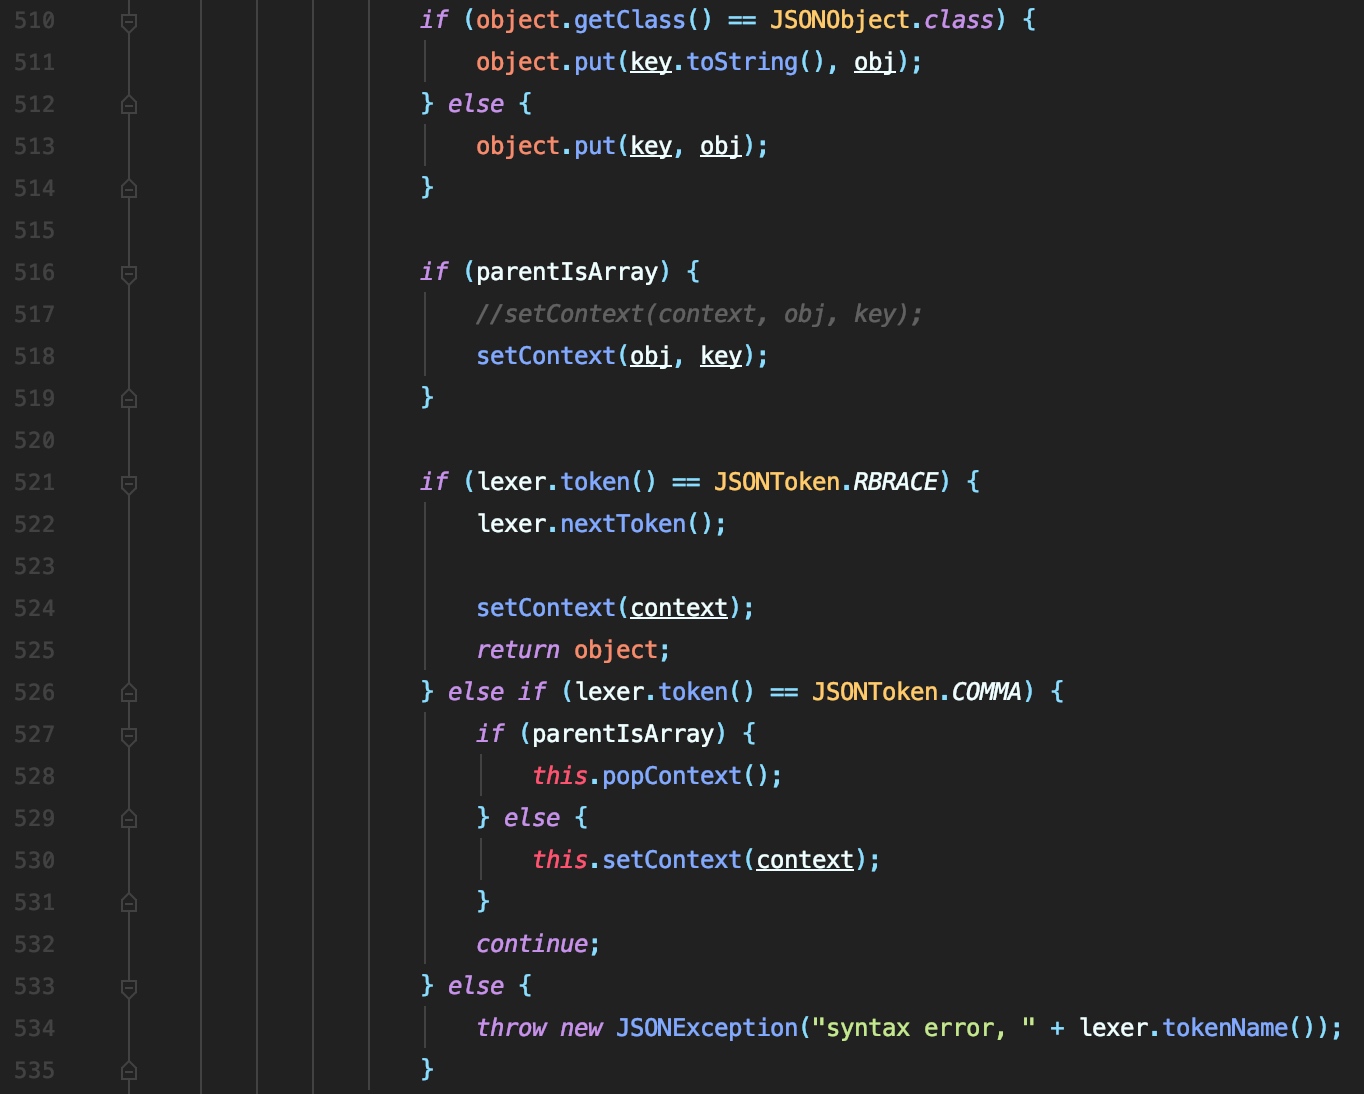 510 if (object.getClass() == JSONObject.class) {
511 object.put(key.toString(), obj);
512 } else {
513 object.put(key, obj);
514 }
515
516 if (parentIsArray) {
517 //setContext(context, obj, key);
518 setContext(obj, key);
519 }
520
521 if (lexer.token() == JSONToken.RBRACE) {
522 lexer.nextToken();
523
524 setContext(context);
525 return object;
526 } else if (lexer.token() == JSONToken.COMMA) {
527 if (parentIsArray) {
528 this.popContext();
529 } else {
530 this.setContext(context);
531 }
532 continue;
533 } else {
534 throw new JSONException("syntax error, " + lexer.tokenName());
535 }